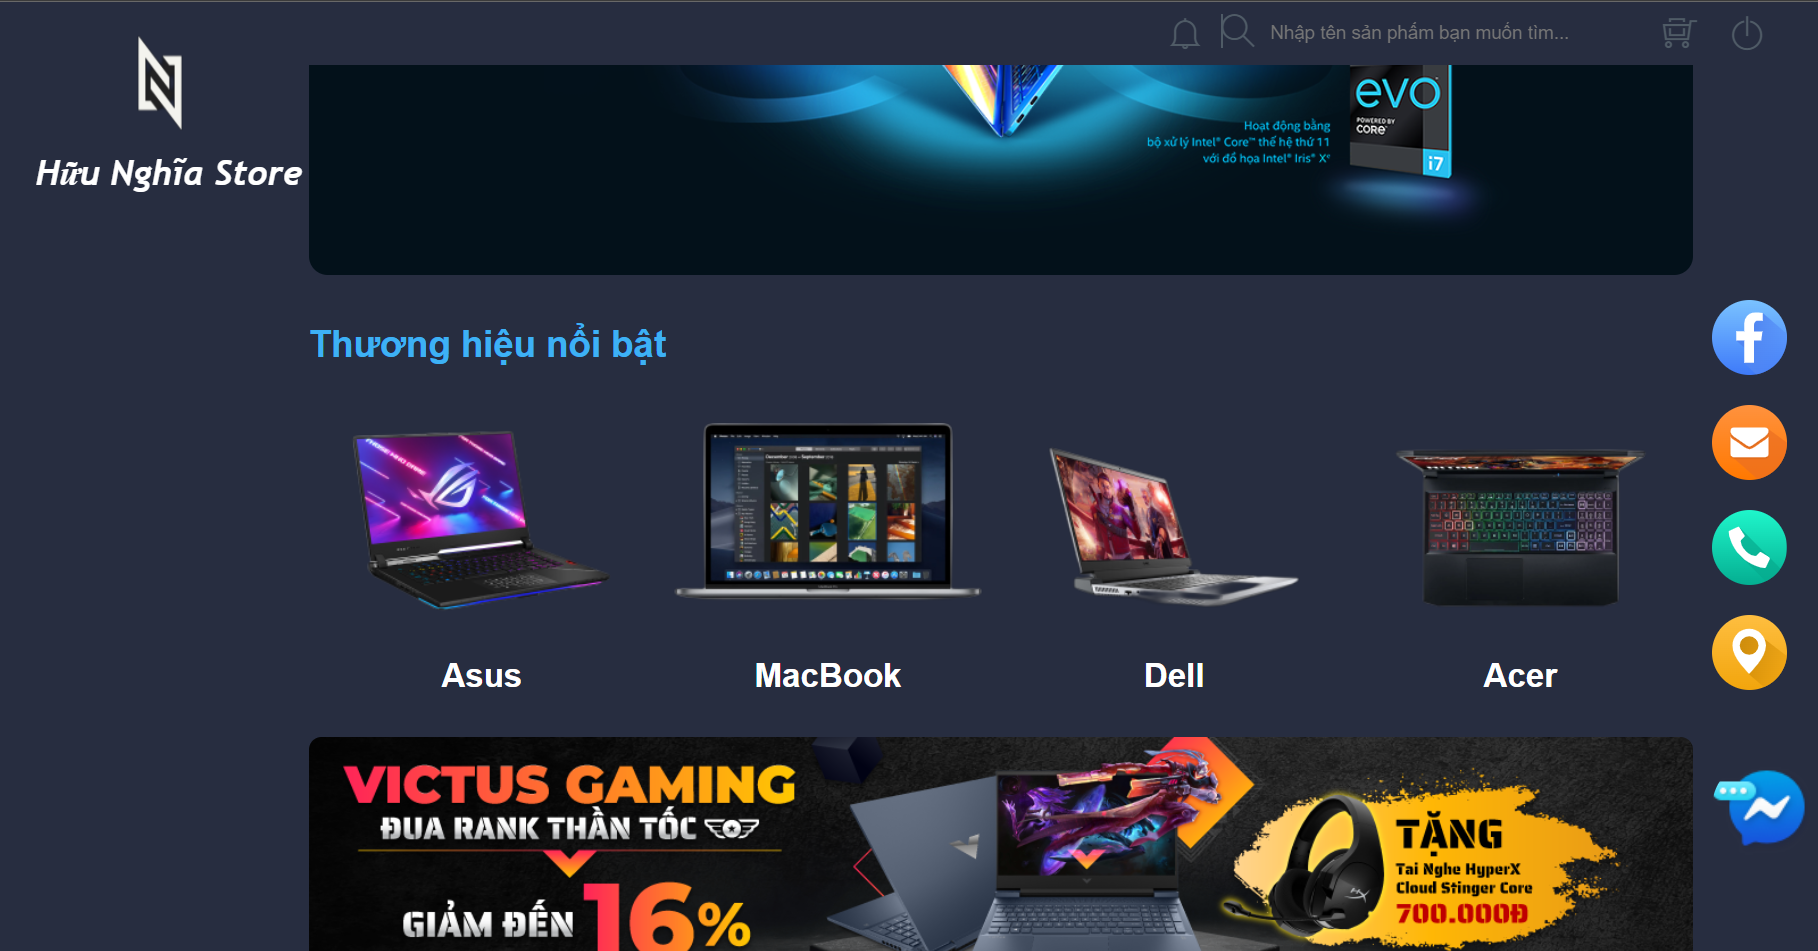 Nhập tên sản phẩm bạn muốn tìm...
Hữu Nghĩa Store
evo
POWERED BY
CORE
i7
Hoạt động bằng
bộ xử lý Intel® Core™ thế hệ thứ 11
với đồ họa Intel® Iris® Xᵉ
Thương hiệu nổi bật
Asus
MacBook
Dell
Acer
VICTUS GAMING
ĐUA RANK THẦN TỐC
GIẢM ĐẾN 16%
TẶNG
Tai Nghe HyperX
Cloud Stinger Core
700.000Đ